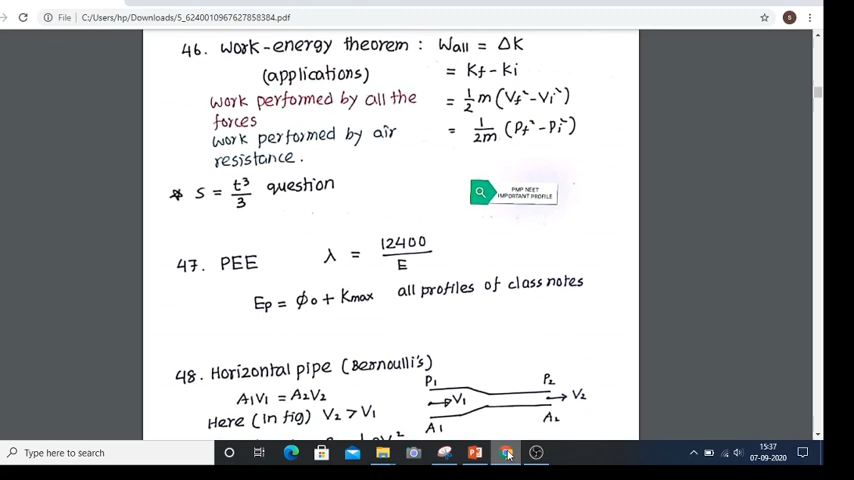 File | C:/Users/hp/Downloads/5_6240010967627858384.pdf
46. Work-energy theorem : Wall = ΔK
(applications) = Kf - Ki
work performed by all the forces = 1/2 m (Vf² - Vi²)
work performed by air resistance. = 1/2m (Pf² - Pi²)
* S = t³/3 question
PMP NEET
IMPORTANT PROFILE
47. PEE λ = 12400/E
Ep = ϕ0 + Kmax all profiles of class notes
48. Horizontal pipe (Bernoulli's)
P1 P2
A1V1 = A2V2
V1 V2
Here (In fig) V2 > V1
A1 A2
Type here to search
15:37
07-09-2020